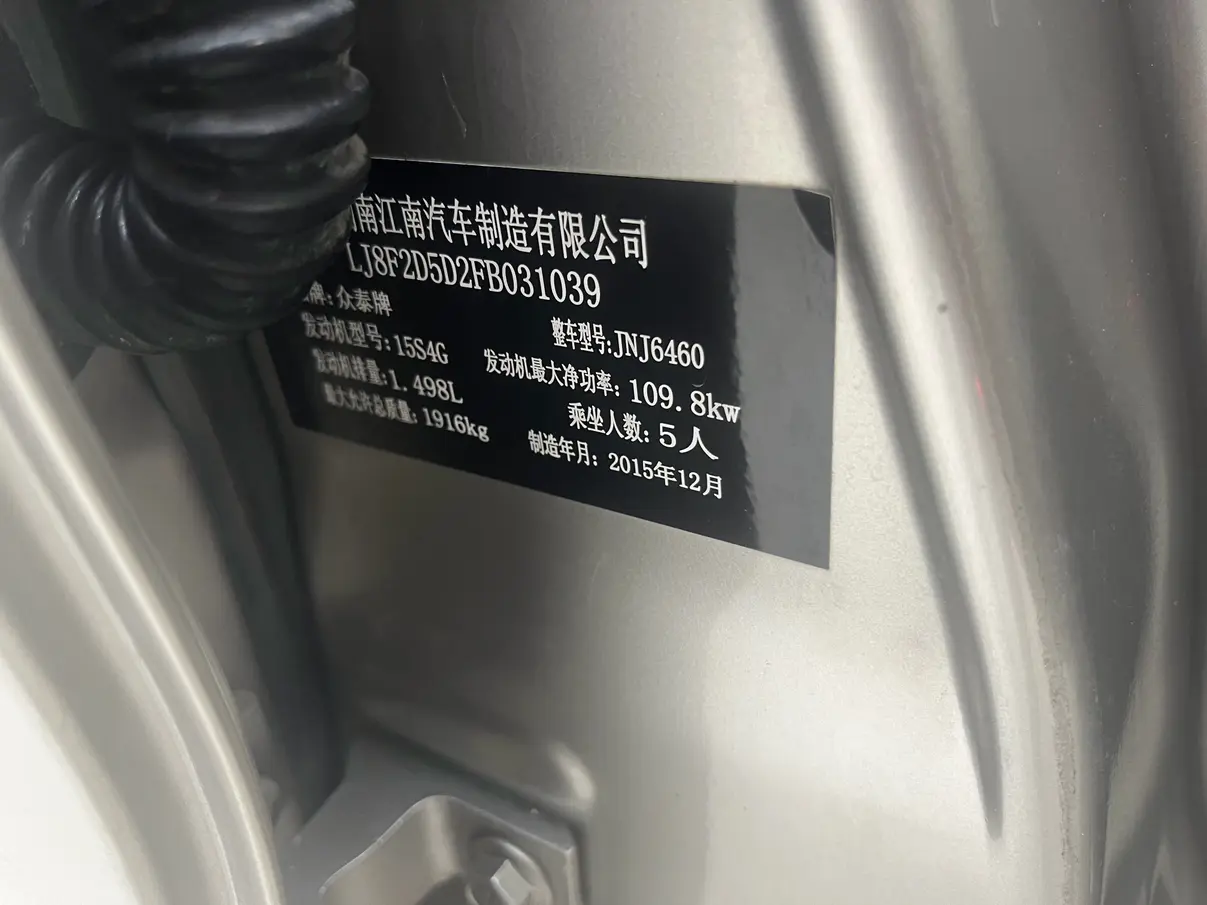 南江南汽车制造有限公司
LJ8F2D5D2FB031039
牌:众泰牌
整车型号:JNJ6460
发动机型号:15S4G
发动机最大净功率:109.8kw
发动机排量:1.498L
乘坐人数:5人
最大允许总质量:1916kg
制造年月:2015年12月